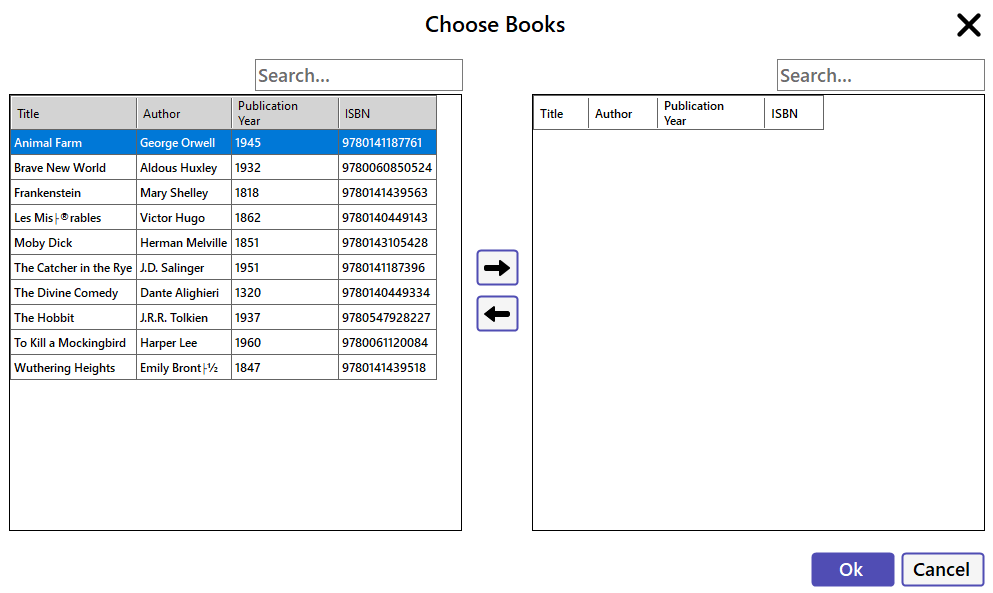 Choose Books
Search...
Search...
Title Author Publication Year ISBN
Title Author Publication Year ISBN
Animal Farm George Orwell 1945 9780141187761
Brave New World Aldous Huxley 1932 9780060850524
Frankenstein Mary Shelley 1818 9780141439563
Les Mis├®rables Victor Hugo 1862 9780140449143
Moby Dick Herman Melville 1851 9780143105428
The Catcher in the Rye J.D. Salinger 1951 9780141187396
The Divine Comedy Dante Alighieri 1320 9780140449334
The Hobbit J.R.R. Tolkien 1937 9780547928227
To Kill a Mockingbird Harper Lee 1960 9780061120084
Wuthering Heights Emily Bront├½ 1847 9780141439518
Ok
Cancel